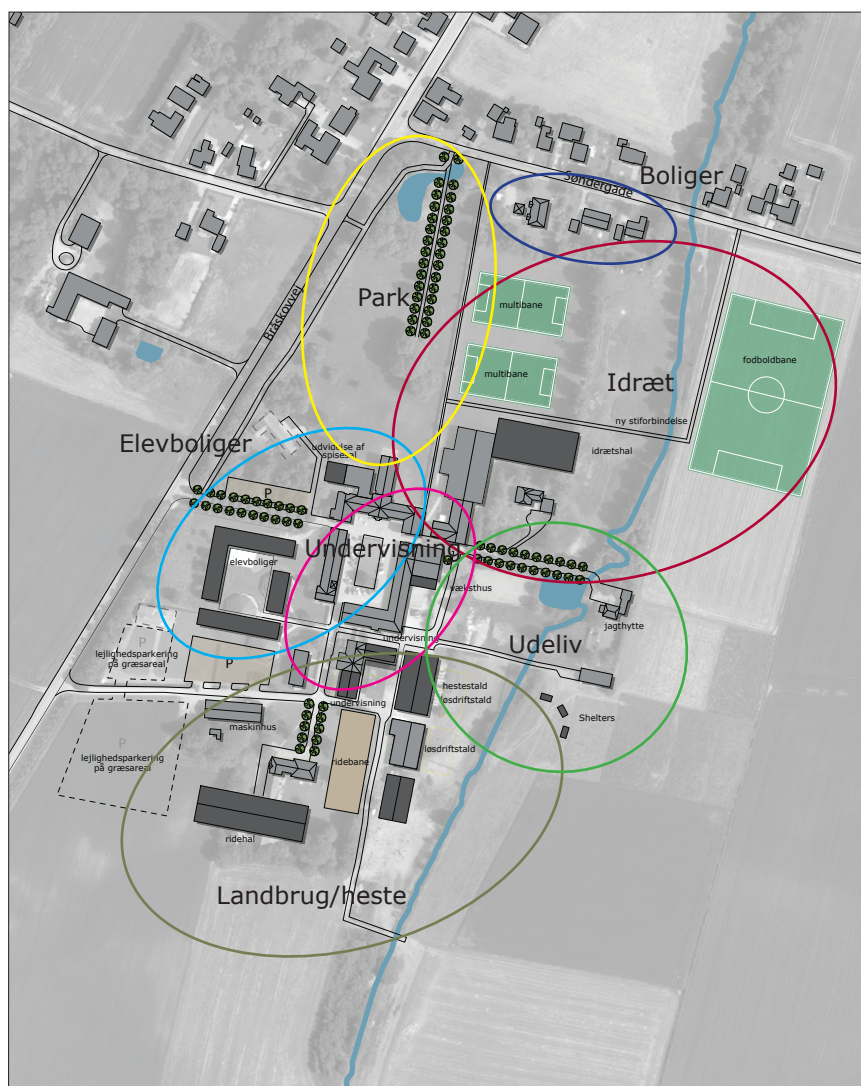 Søndergade
Boliger
Park
multibane
Bråskovvej
multibane
fodboldbane
Idræt
ny stiforbindelse
Elevboliger
udvidelse af
spisesal
idrætshal
P
Undervisning
elevboliger
væksthus
jagthytte
undervisning
Udeliv
P
lejlighedsparkering
på græsareal
P
hestestald
løsdriftstald
undervisning
Shelters
maskinhus
P
lejlighedsparkering
på græsareal
løsdriftstald
ridebane
ridehal
Landbrug/heste